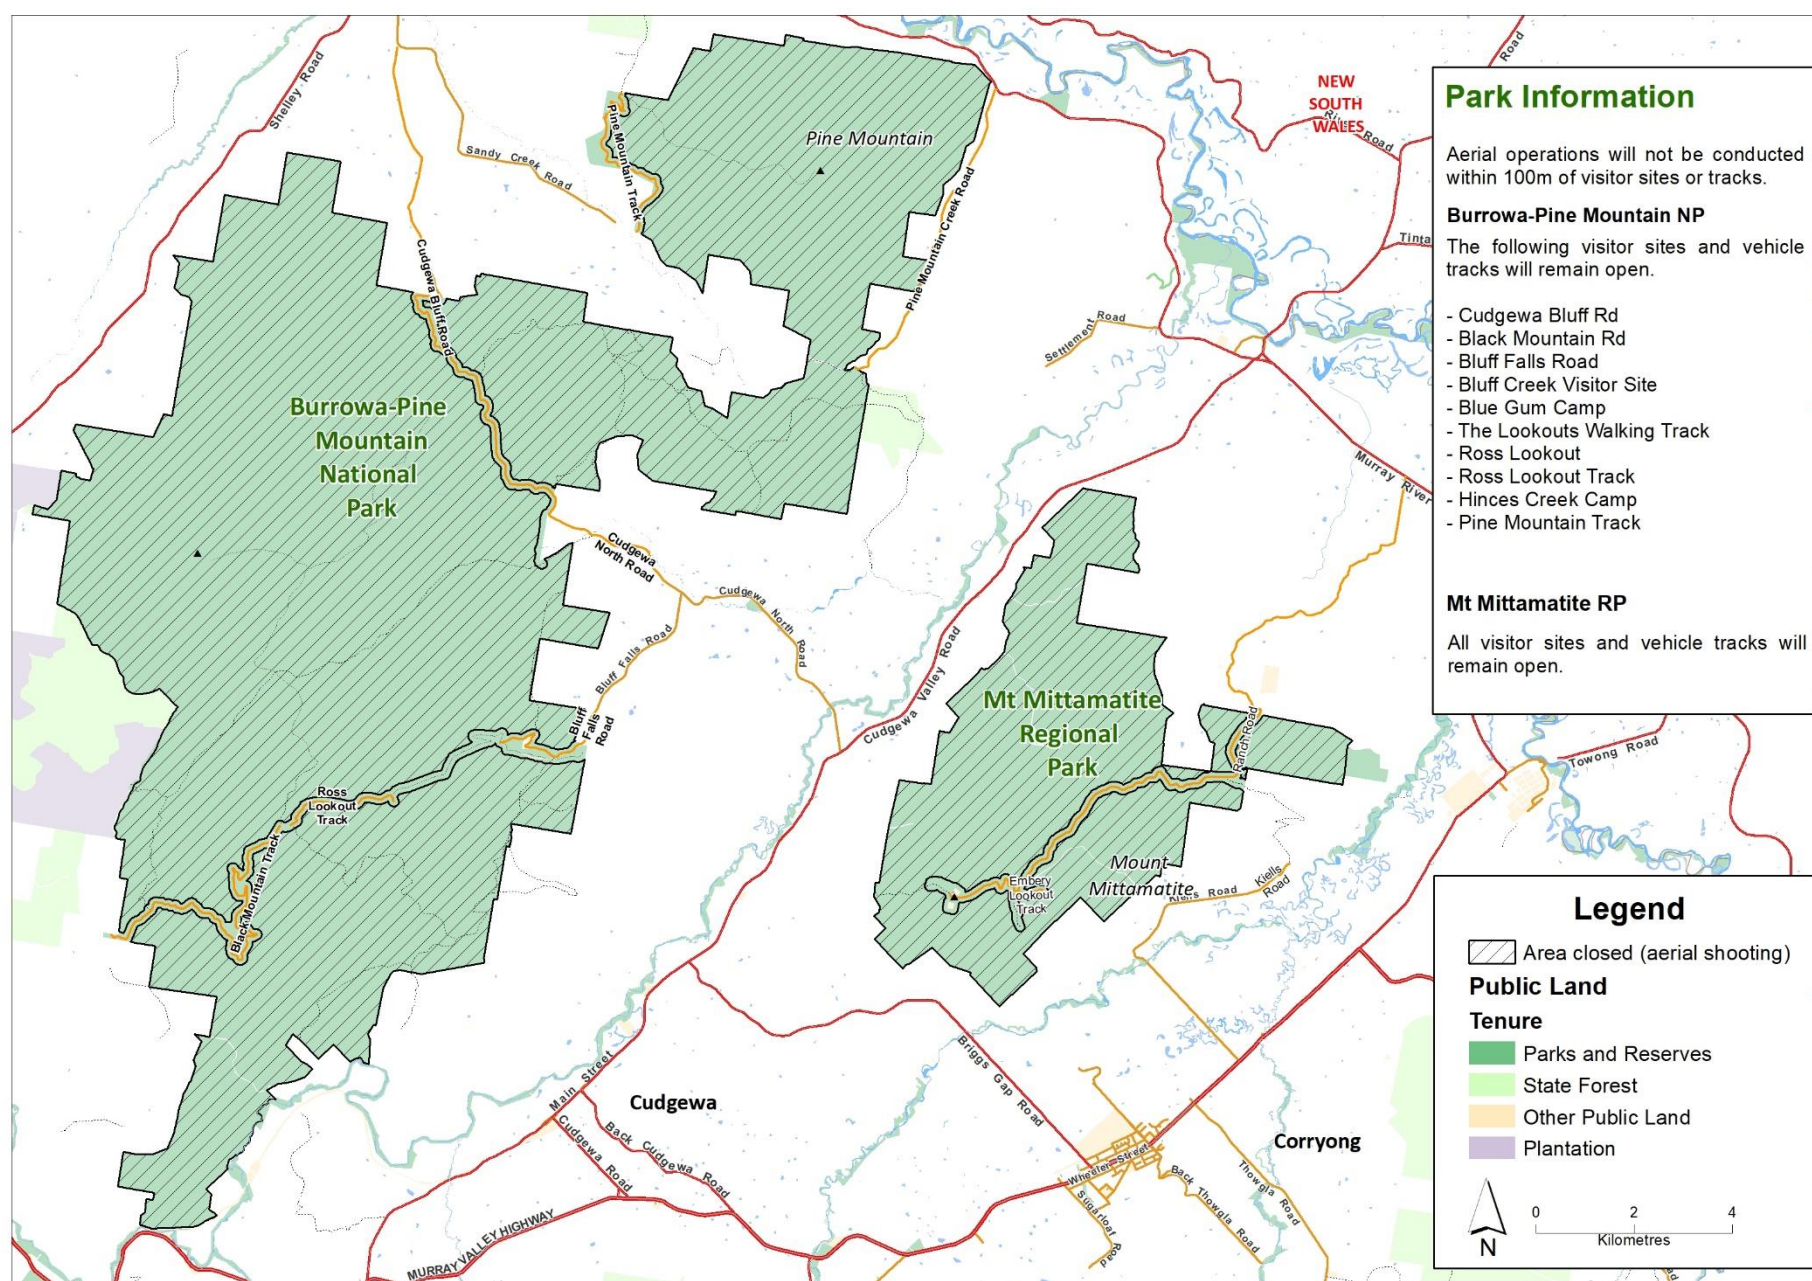 Shelley Road
Sandy Creek
Road
Pine Mountain Track
Pine Mountain
Pine Mountain Creek Road
NEW
SOUTH
WALES
River Road
Road
Tinta
Settlement Road
Murray River
Cudgewa Bluff Road
Burrowa-Pine
Mountain
National
Park
Cudgewa
North Road
Cudgewa North Road
Bluff Falls Road
Bluff
Falls
Road
Ross
Lookout
Track
Black Mountain Track
Cudgewa Valley Road
Mt Mittamatite
Regional
Park
Ranch Road
Mount
Mittamatite
Embery
Lookout
Track
Kiells Road
Kiells
Road
Towong Road
Main Street
Cudgewa
Cudgewa Road
Back Cudgewa Road
MURRAY VALLEY HIGHWAY
Briggs Gap Road
Corryong
Wheeler Street
Sugarloaf Road
Back Thowgla Road
Thowgla Road
Park Information
Aerial operations will not be conducted
within 100m of visitor sites or tracks.
Burrowa-Pine Mountain NP
The following visitor sites and vehicle
tracks will remain open.
- Cudgewa Bluff Rd
- Black Mountain Rd
- Bluff Falls Road
- Bluff Creek Visitor Site
- Blue Gum Camp
- The Lookouts Walking Track
- Ross Lookout
- Ross Lookout Track
- Hinces Creek Camp
- Pine Mountain Track
Mt Mittamatite RP
All visitor sites and vehicle tracks will
remain open.
Legend
Area closed (aerial shooting)
Public Land
Tenure
Parks and Reserves
State Forest
Other Public Land
Plantation
N
0 2 4
Kilometres